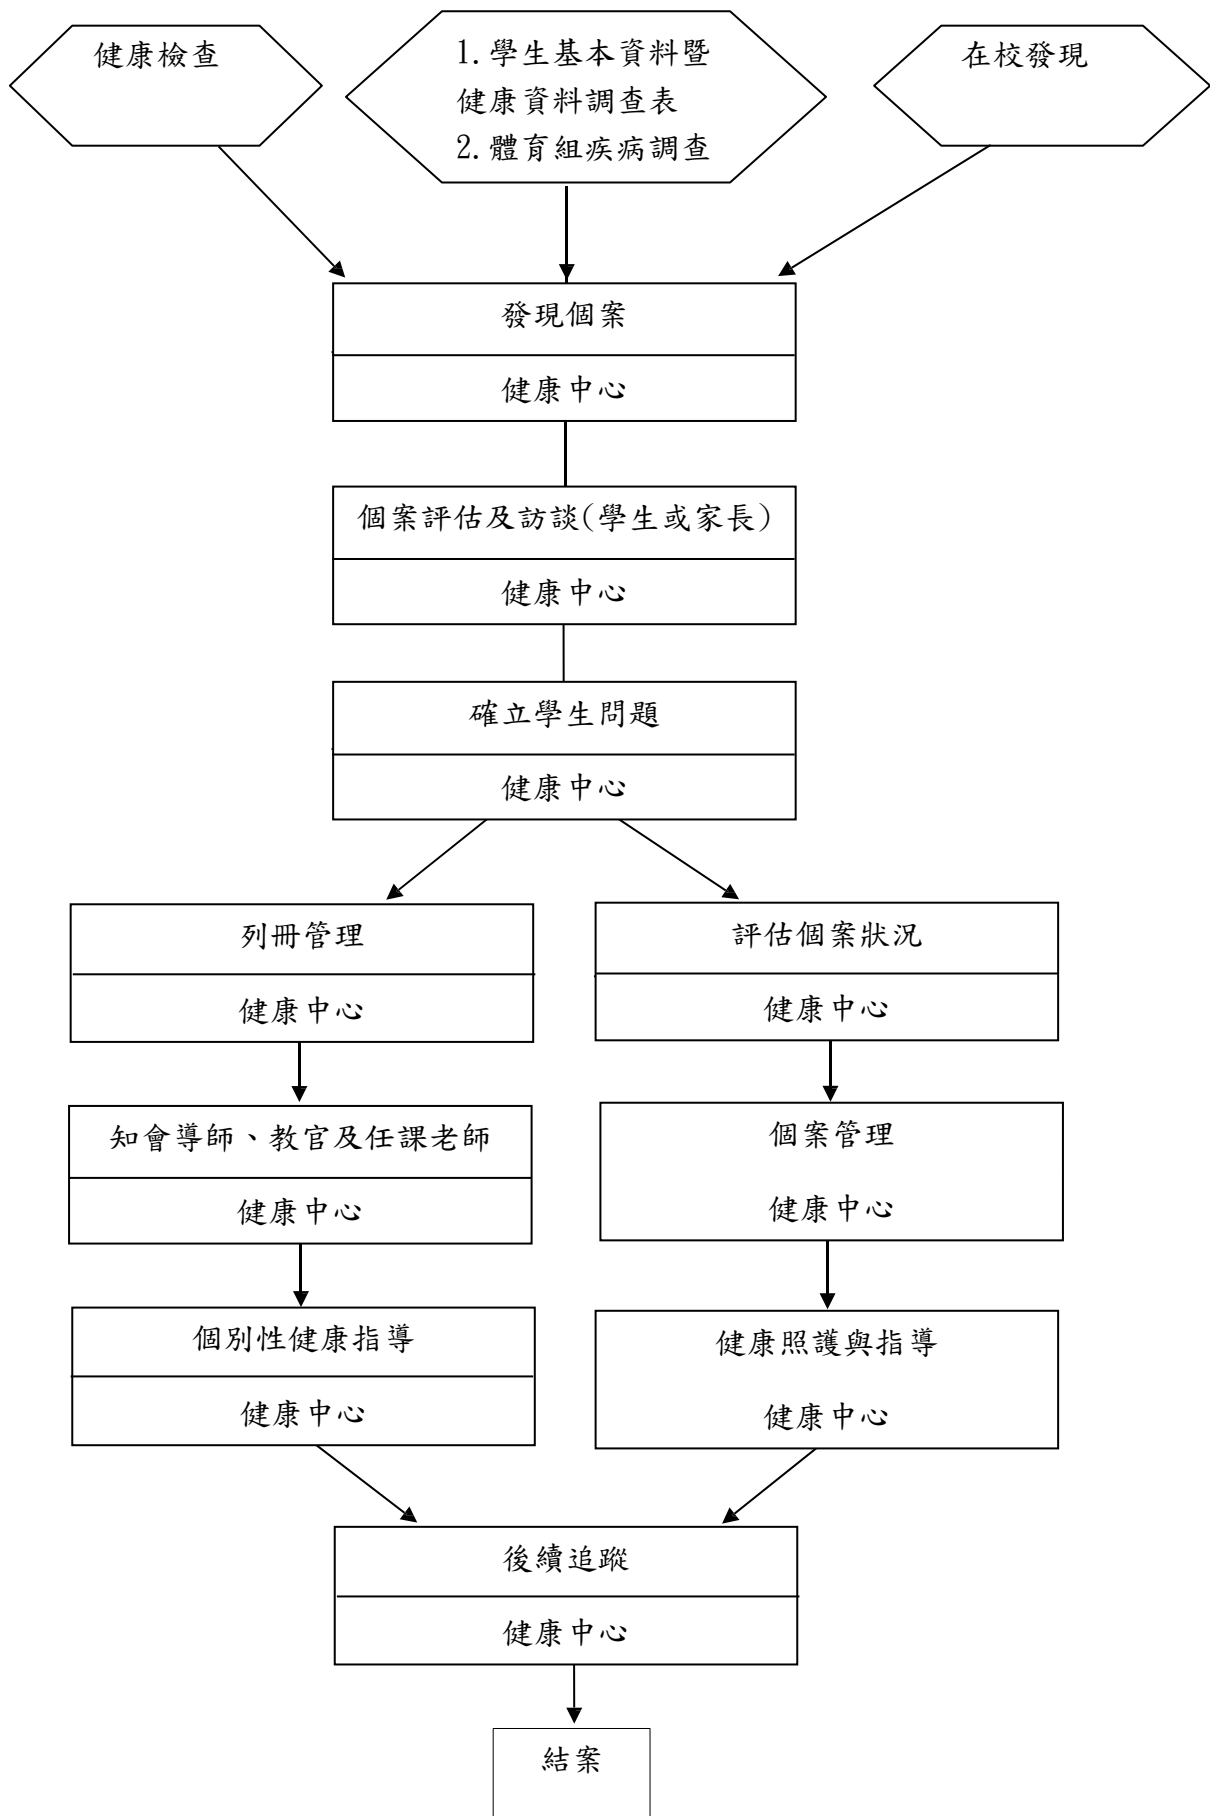 健康檢查
1. 學生基本資料暨
健康資料調查表
2. 體育組疾病調查
在校發現
發現個案
健康中心
個案評估及訪談(學生或家長)
健康中心
確立學生問題
健康中心
列冊管理
健康中心
評估個案狀況
健康中心
知會導師、教官及任課老師
健康中心
個案管理
健康中心
個別性健康指導
健康中心
健康照護與指導
健康中心
後續追蹤
健康中心
結案